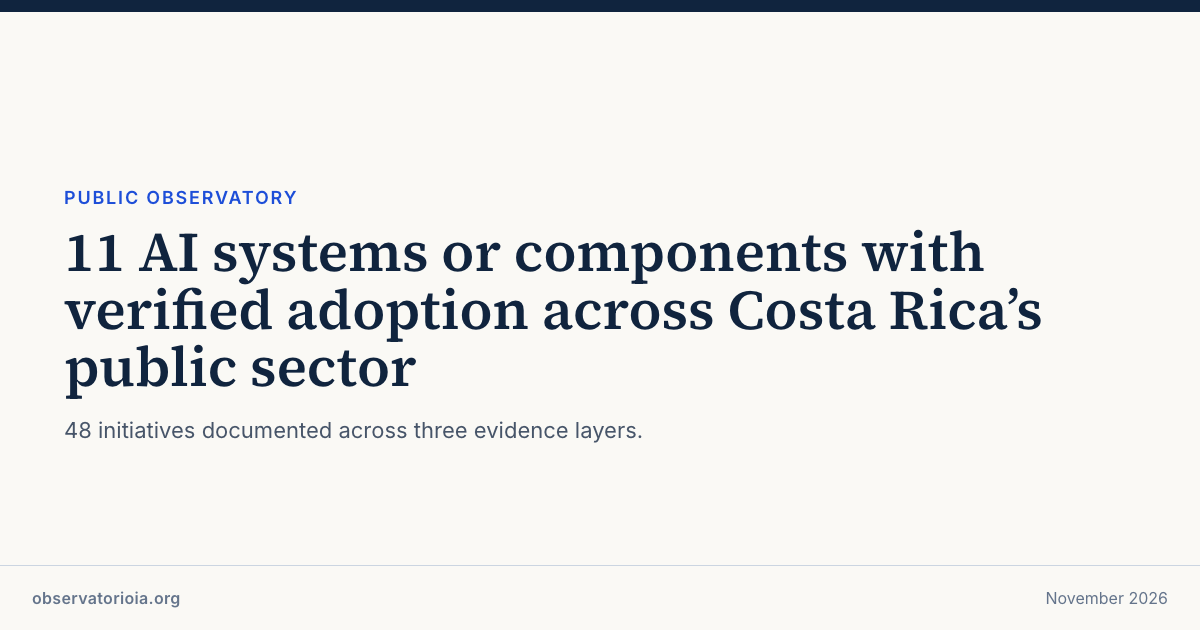 PUBLIC OBSERVATORY
11 AI systems or components with
verified adoption across Costa Rica’s
public sector
48 initiatives documented across three evidence layers.
observatorioia.org
November 2026